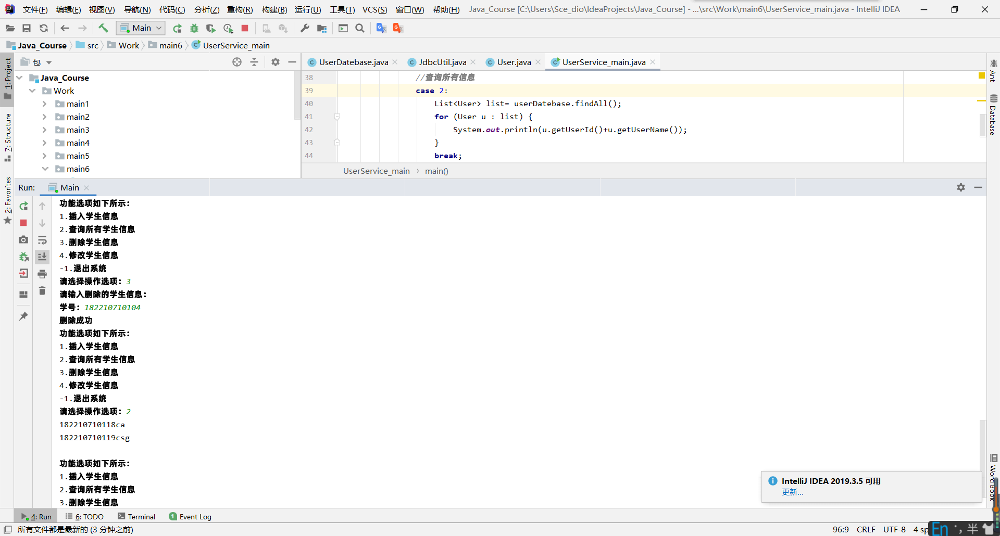 文件(F) 编辑(E) 视图(V) 导航(N) 代码(C) 分析(Z) 重构(R) 构建(B) 运行(U) 工具(T) VCS(S) 窗口(W) 帮助(H) Java_Course [C:\Users\Sce_dio\IdeaProjects\Java_Course] - ...\src\Work\main6\UserService_main.java - IntelliJ IDEA
Main
Java_Course src Work main6 UserService_main
1: Project
7: Structure
2: Favorites
包
Java_Course
Work
main1
main2
main3
main4
main5
main6
UserDatebase.java JdbcUtil.java User.java UserService_main.java
38 //查询所有信息
39 case 2:
40 List<User> list= userDatebase.findAll();
41 for (User u : list) {
42 System.out.println(u.getUserId()+u.getUserName());
43 }
44 break;
UserService_main › main()
Ant
Database
Word Book
Run: Main
功能选项如下所示：
1.插入学生信息
2.查询所有学生信息
3.删除学生信息
4.修改学生信息
-1.退出系统
请选择操作选项：3
请输入删除的学生信息：
学号：182210710104
删除成功
功能选项如下所示：
1.插入学生信息
2.查询所有学生信息
3.删除学生信息
4.修改学生信息
-1.退出系统
请选择操作选项：2
182210710118ca
182210710119csg
功能选项如下所示：
1.插入学生信息
2.查询所有学生信息
3.删除学生信息
IntelliJ IDEA 2019.3.5 可用
更新...
4: Run 6: TODO Terminal 1 Event Log
所有文件都是最新的 (3 分钟之前) 96:9 CRLF UTF-8 4 sp En 半